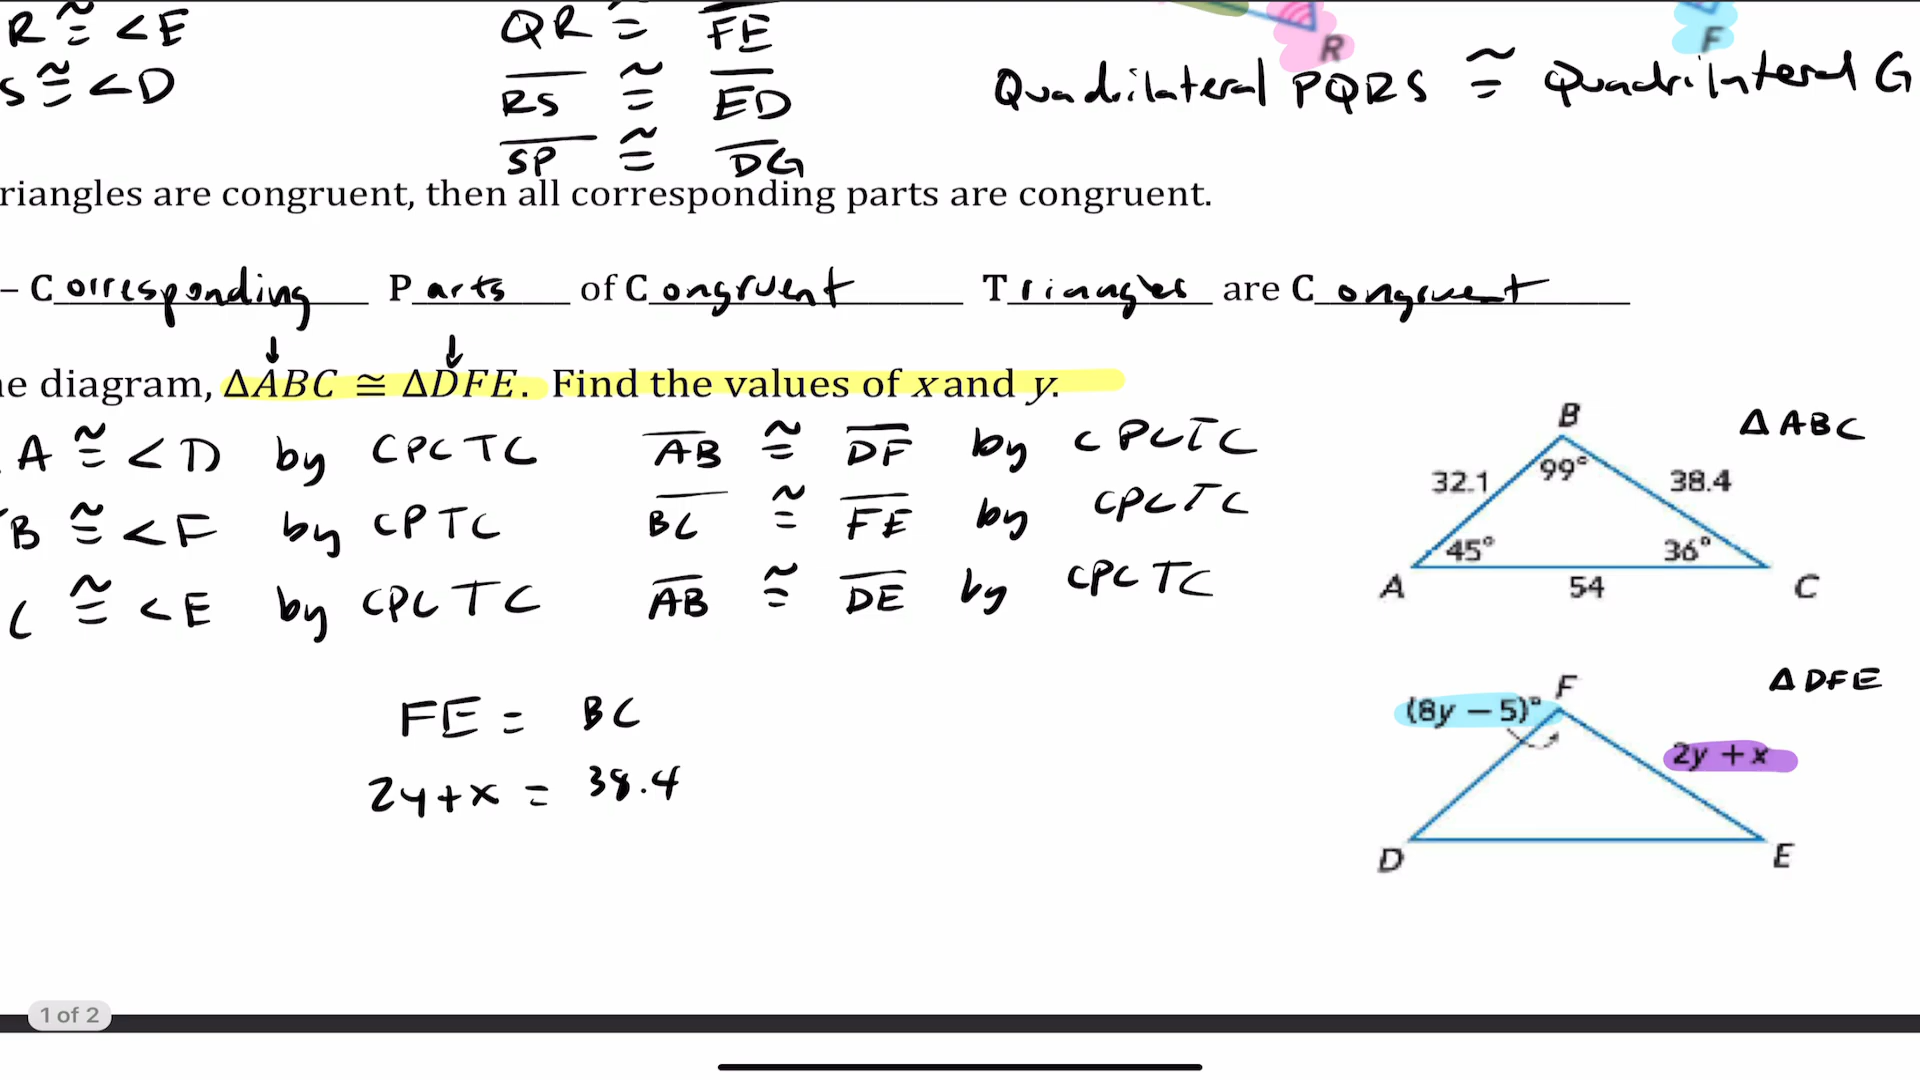 R ≅ <E
QR ≅ FE
R
F
S ≅ <D
RS ≅ ED
Quadrilateral PQRS ≅ Quadrilateral G
SP ≅ DG
riangles are congruent, then all corresponding parts are congruent.
– Corresponding Parts of Congruent Triangles are Congruent
he diagram, ΔABC ≅ ΔDFE. Find the values of x and y.
A ≅ <D by CPCTC
AB ≅ DF by CPCTC
B ≅ <F by CPTC
BC ≅ FE by CPCTC
C ≅ <E by CPCTC
AB ≅ DE by CPCTC
B
Δ ABC
32.1
99°
38.4
45°
36°
A
54
C
FE = BC
2y+x = 38.4
F
Δ DFE
(8y – 5)°
2y + x
D
E
1 of 2